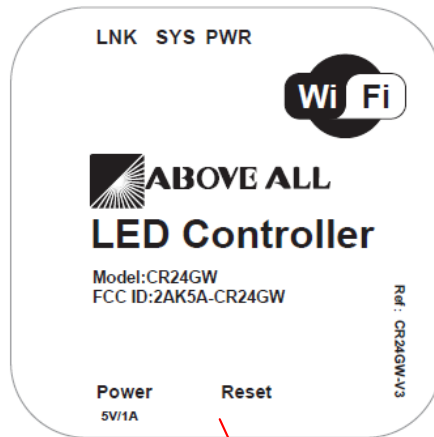 LNK SYS PWR
Wi Fi
ABOVE ALL
LED Controller
Model:CR24GW
FCC ID:2AK5A-CR24GW
Ref: CR24GW-V3
Power Reset
5V/1A